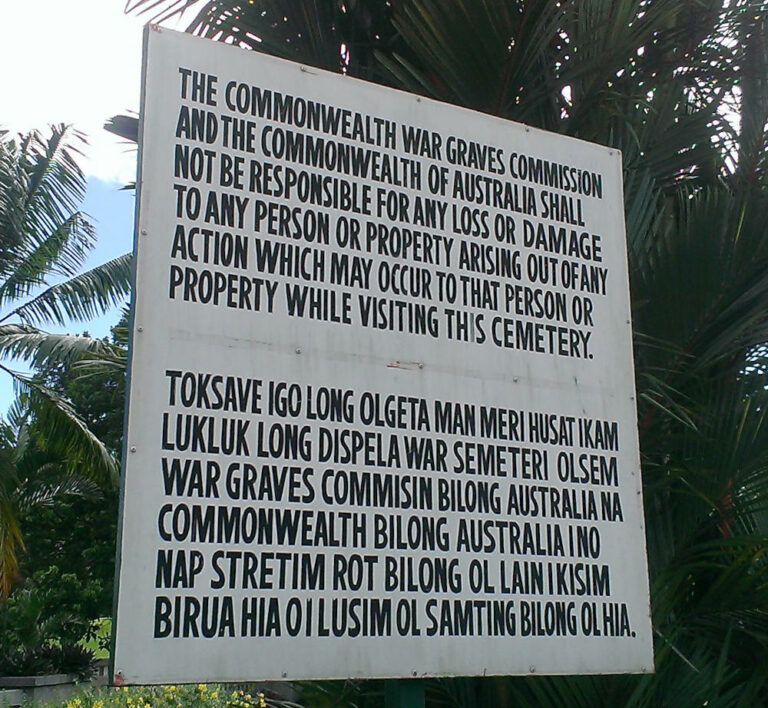 THE COMMONWEALTH WAR GRAVES COMMISSION
AND THE COMMONWEALTH OF AUSTRALIA SHALL
NOT BE RESPONSIBLE FOR ANY LOSS OR DAMAGE
TO ANY PERSON OR PROPERTY ARISING OUT OF ANY
ACTION WHICH MAY OCCUR TO THAT PERSON OR
PROPERTY WHILE VISITING THIS CEMETERY.
TOKSAVE IGO LONG OLGETA MAN MERI HUSAT IKAM
LUKLUK LONG DISPELA WAR SEMETERI OLSEM
WAR GRAVES COMMISIN BILONG AUSTRALIA NA
COMMONWEALTH BILONG AUSTRALIA I NO
NAP STRETIM ROT BILONG OL LAIN I KISIM
BIRUA HIA O I LUSIM OL SAMTING BILONG OL HIA.